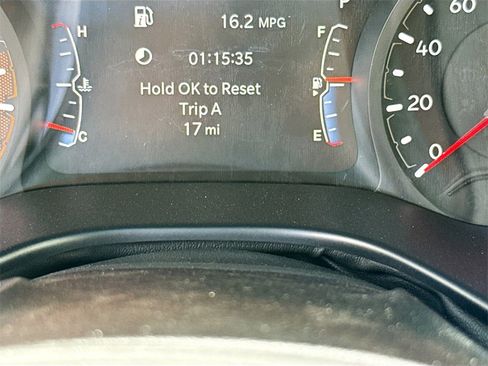 P
60
H
16.2 MPG
F
40
01:15:35
Hold OK to Reset
Trip A
20
17 mi
C
E
0